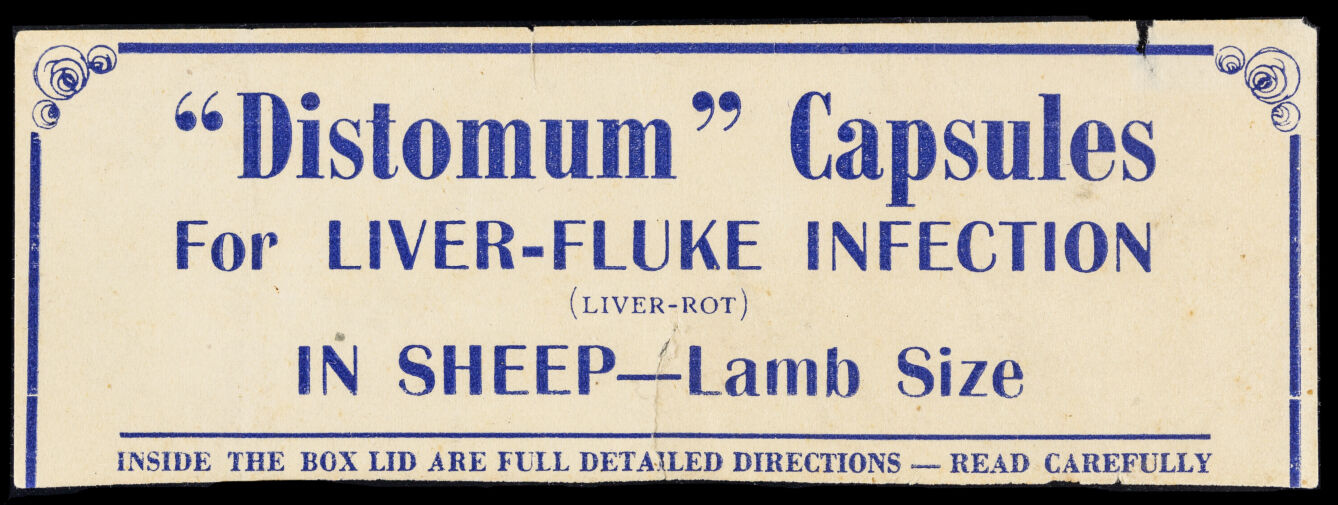 “Distomum” Capsules
For LIVER-FLUKE INFECTION
(LIVER-ROT)
IN SHEEP—Lamb Size
INSIDE THE BOX LID ARE FULL DETAILED DIRECTIONS — READ CAREFULLY